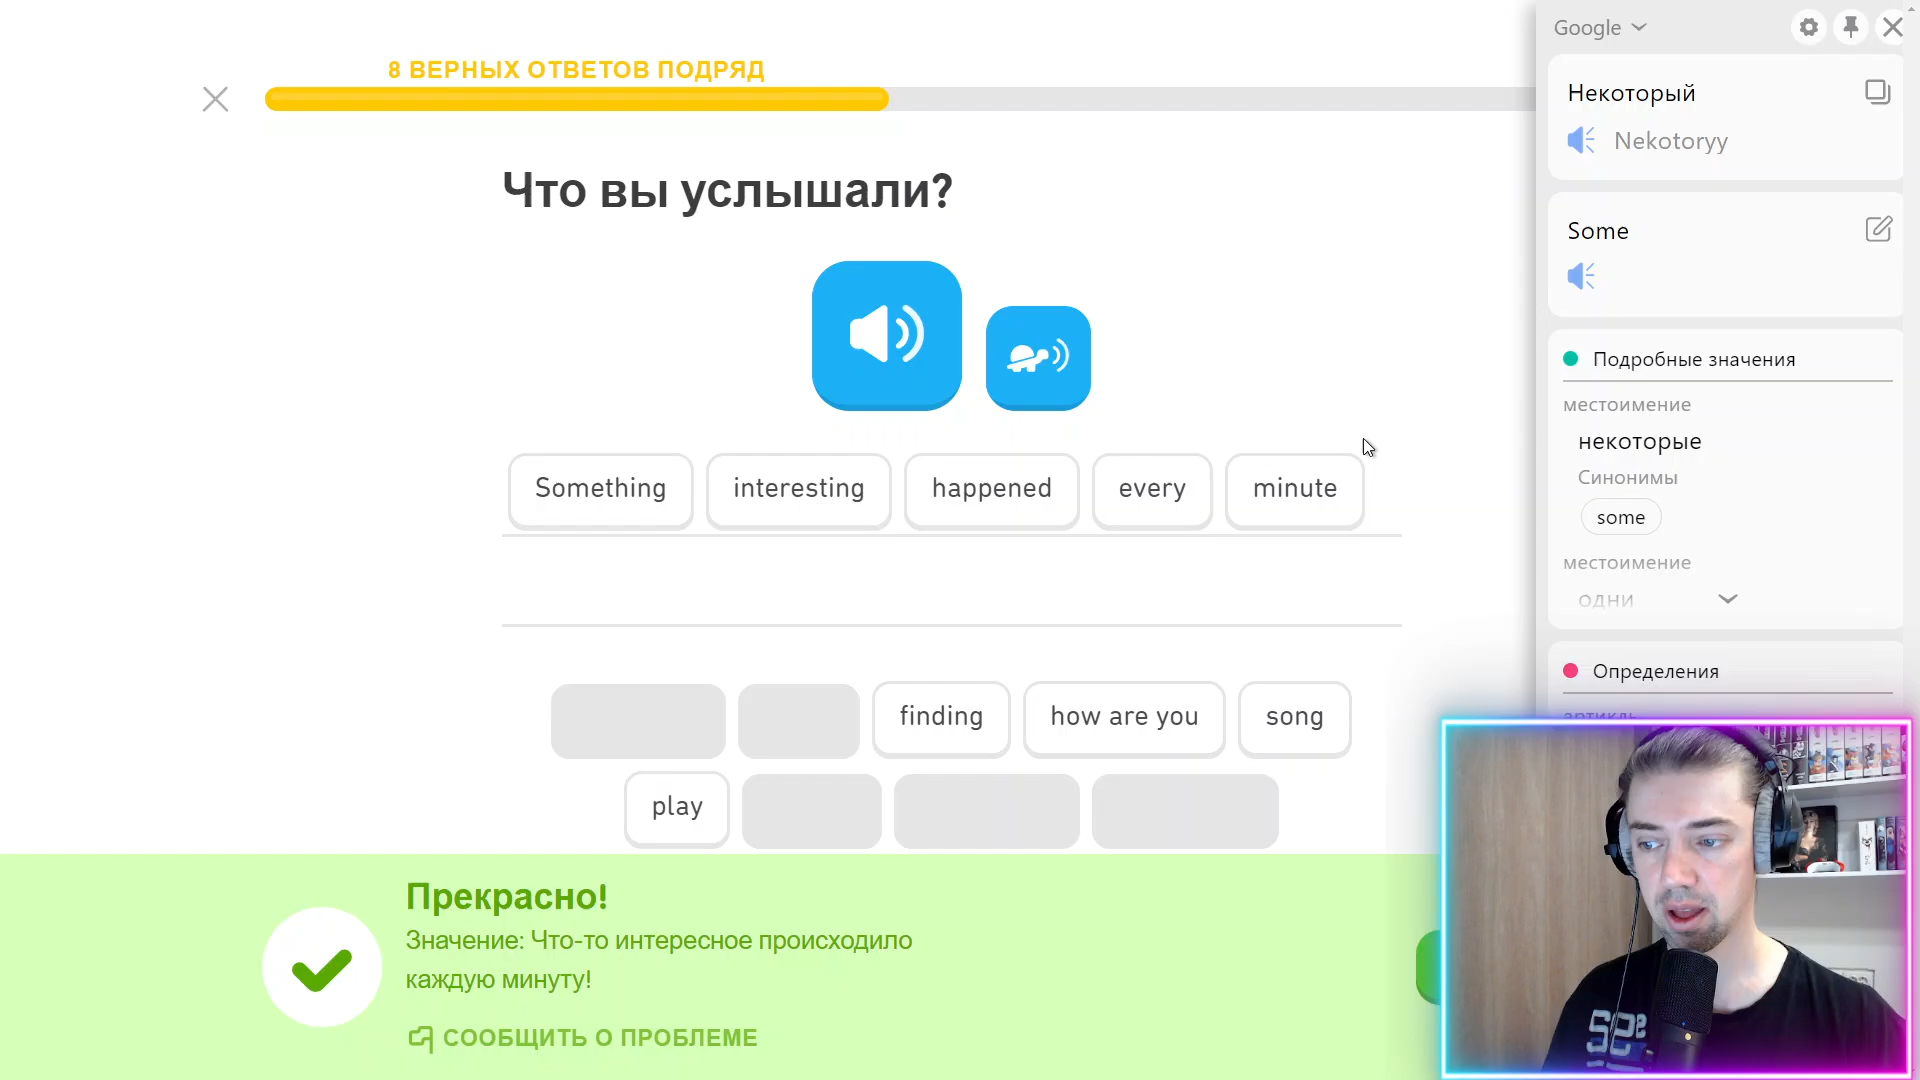 8 ВЕРНЫХ ОТВЕТОВ ПОДРЯД
Что вы услышали?
Something interesting happened every minute
finding how are you song
play
Прекрасно!
Значение: Что-то интересное происходило
каждую минуту!
СООБЩИТЬ О ПРОБЛЕМЕ
Google
Некоторый
Nekotoryy
Some
Подробные значения
местоимение
некоторые
Синонимы
some
местоимение
одни
Определения
артикль